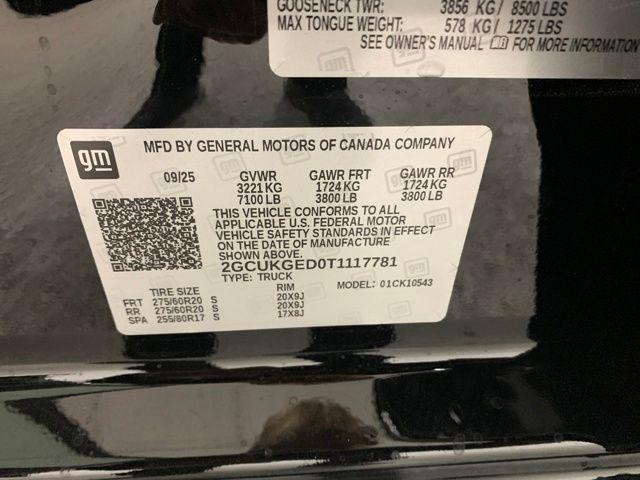 GOOSENECK TWR: 3856 KG / 8500 LBS
MAX TONGUE WEIGHT: 578 KG / 1275 LBS
SEE OWNER'S MANUAL FOR MORE INFORMATION
gm
MFD BY GENERAL MOTORS OF CANADA COMPANY
09/25 GVWR GAWR FRT GAWR RR
3221 KG 1724 KG 1724 KG
7100 LB 3800 LB 3800 LB
THIS VEHICLE CONFORMS TO ALL
APPLICABLE U.S. FEDERAL MOTOR
VEHICLE SAFETY STANDARDS IN EFFECT
ON THE DATE OF MANUFACTURE SHOWN ABOVE.
2GCUKGED0T1117781
TYPE: TRUCK MODEL: 01CK10543
TIRE SIZE RIM
FRT 275/60R20 S 20X9J
RR 275/60R20 S 20X9J
SPA 255/80R17 S 17X8J